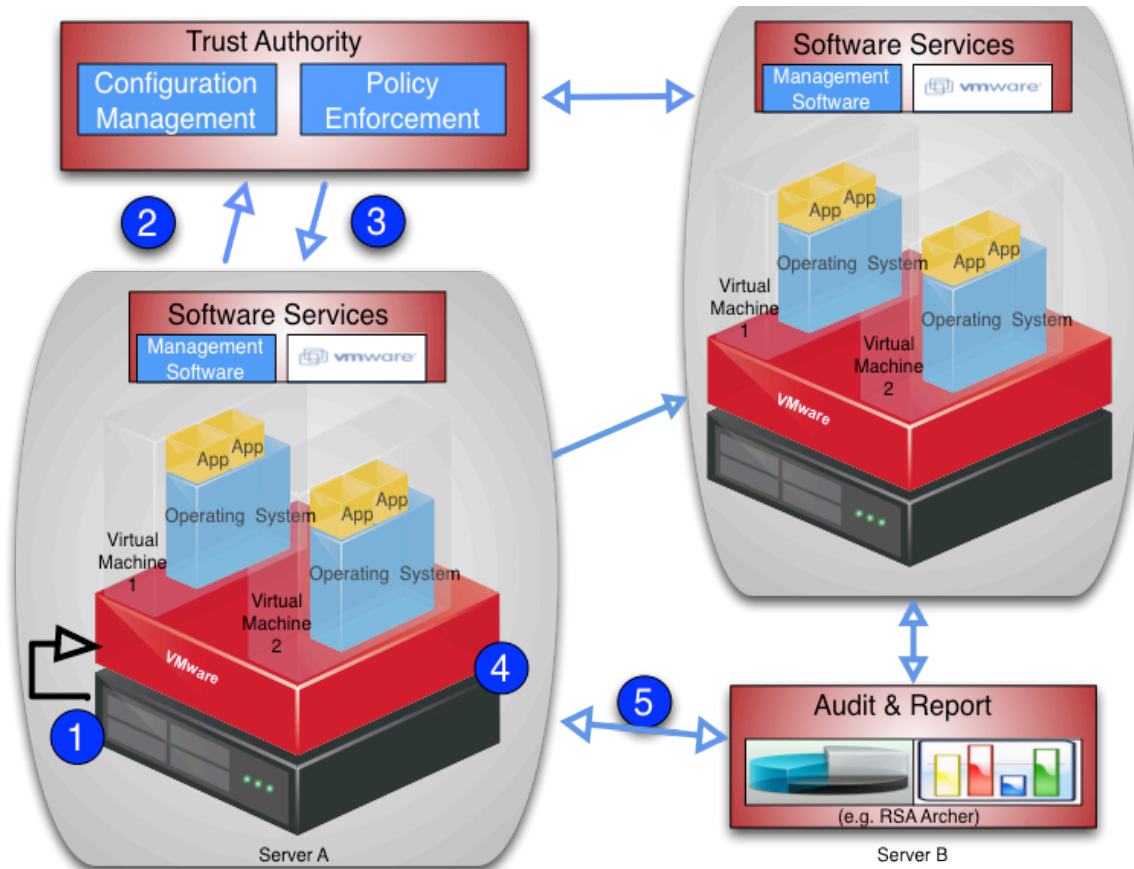 Trust Authority
Configuration
Management
Policy
Enforcement
Software Services
Management
Software
vmware
App
App
Operating System
App
App
Operating System
Virtual
Machine
1
Virtual
Machine
2
VMware
2
3
Software Services
Management
Software
vmware
App
App
Operating System
App
App
Operating System
Virtual
Machine
1
Virtual
Machine
2
VMware
1
4
5
Server A
Audit & Report
(e.g. RSA Archer)
Server B